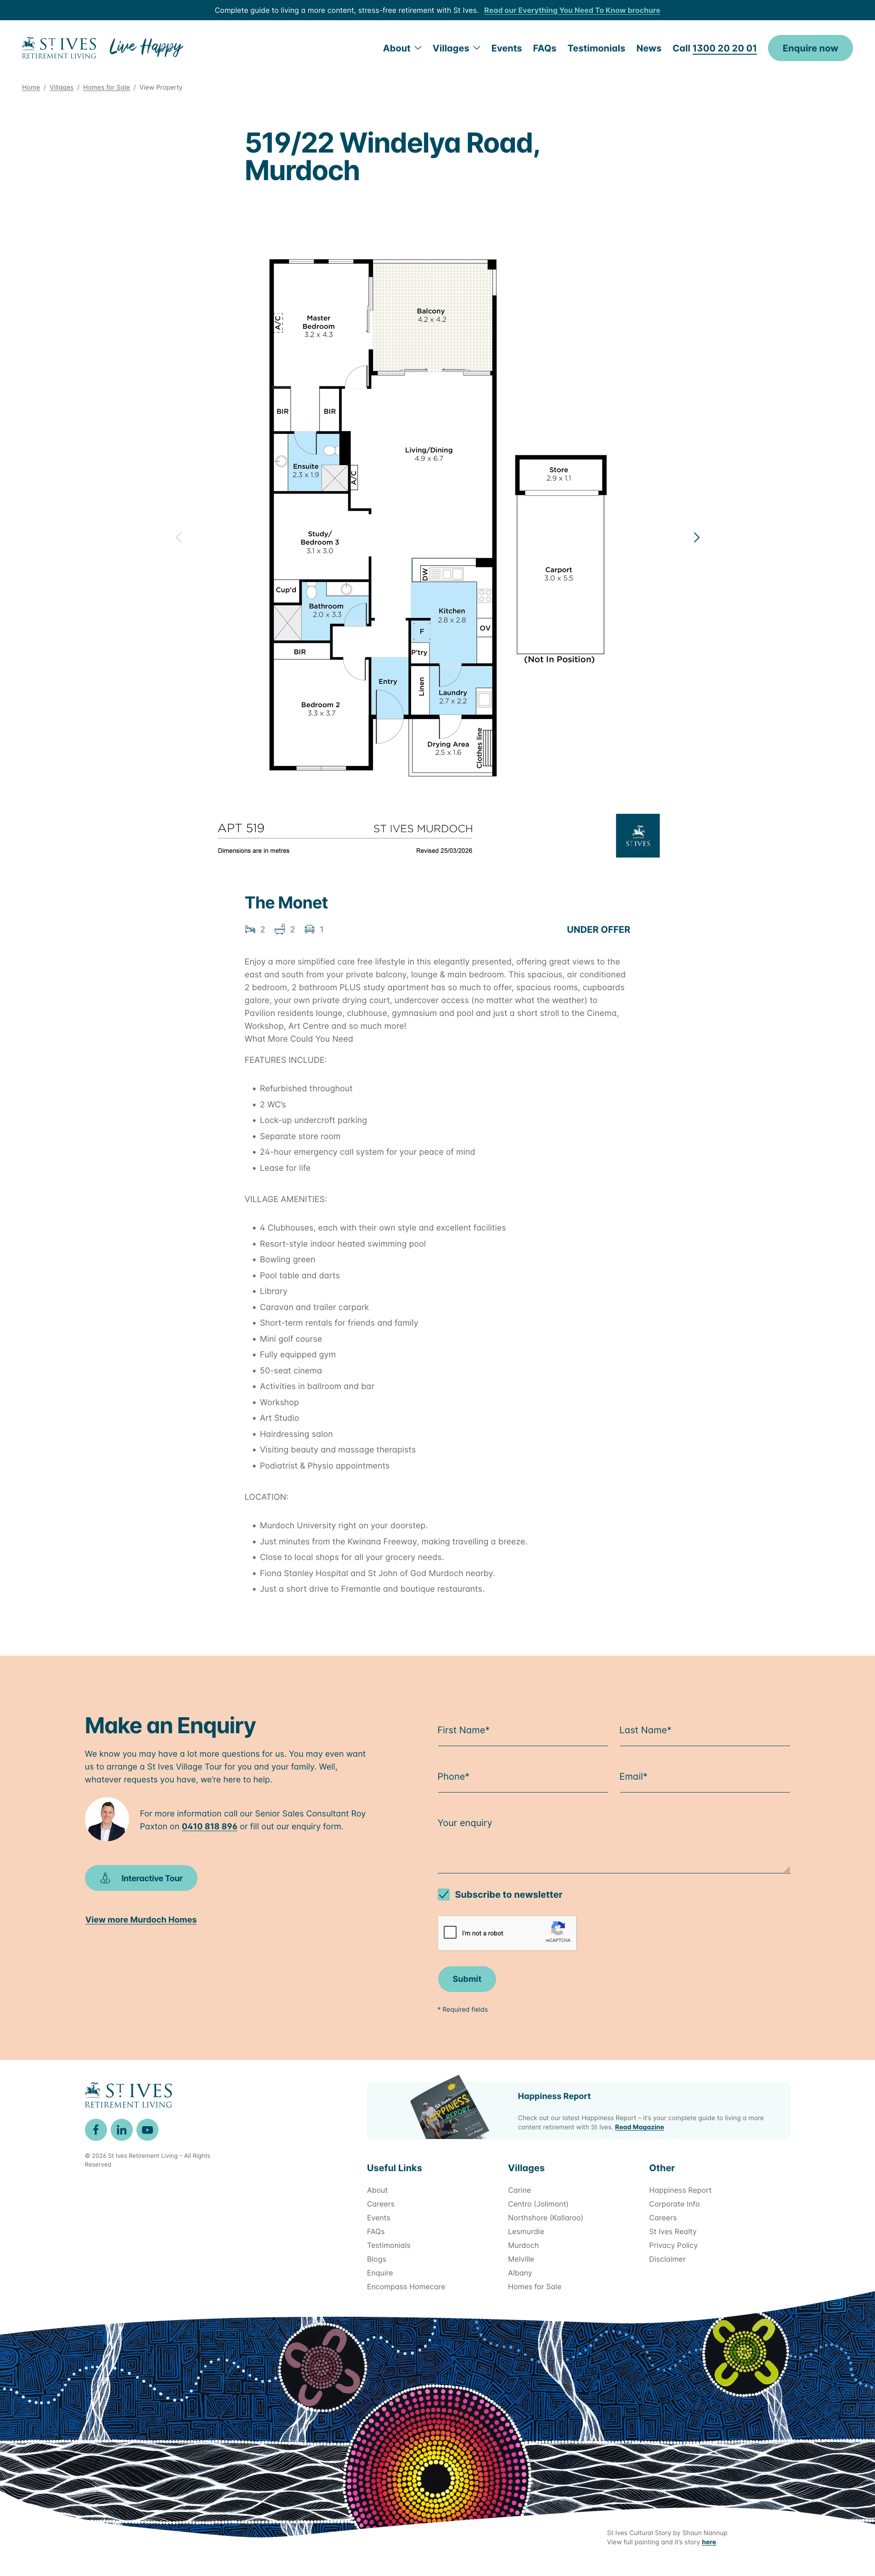 Complete guide to living a more content, stress-free retirement with St Ives. Read our Everything You Need To Know brochure
ST IVES
RETIREMENT LIVING
Live Happy
About
Villages
Events
FAQs
Testimonials
News
Call 1300 20 20 01
Enquire now
Home / Villages / Homes for Sale / View Property
519/22 Windelya Road,
Murdoch
Master
Bedroom
3.2 x 4.3
A/C
Balcony
4.2 x 4.2
BIR
BIR
Ensuite
2.3 x 1.9
A/C
Living/Dining
4.9 x 6.7
Store
2.9 x 1.1
Study/
Bedroom 3
3.1 x 3.0
Carport
3.0 x 5.5
DW
Cup'd
Bathroom
2.0 x 3.3
Kitchen
2.8 x 2.8
F
OV
BIR
P'try
(Not In Position)
Entry
Linen
Laundry
2.7 x 2.2
Bedroom 2
3.3 x 3.7
Drying Area
2.5 x 1.6
Clothes line
APT 519
ST IVES MURDOCH
Dimensions are in metres
Revised 25/03/2026
ST IVES
The Monet
2 2 1
UNDER OFFER
Enjoy a more simplified care free lifestyle in this elegantly presented, offering great views to the
east and south from your private balcony, lounge & main bedroom. This spacious, air conditioned
2 bedroom, 2 bathroom PLUS study apartment has so much to offer, spacious rooms, cupboards
galore, your own private drying court, undercover access (no matter what the weather) to
Pavilion residents lounge, clubhouse, gymnasium and pool and just a short stroll to the Cinema,
Workshop, Art Centre and so much more!
What More Could You Need
FEATURES INCLUDE:
• Refurbished throughout
• 2 WC's
• Lock-up undercroft parking
• Separate store room
• 24-hour emergency call system for your peace of mind
• Lease for life
VILLAGE AMENITIES:
• 4 Clubhouses, each with their own style and excellent facilities
• Resort-style indoor heated swimming pool
• Bowling green
• Pool table and darts
• Library
• Caravan and trailer carpark
• Short-term rentals for friends and family
• Mini golf course
• Fully equipped gym
• 50-seat cinema
• Activities in ballroom and bar
• Workshop
• Art Studio
• Hairdressing salon
• Visiting beauty and massage therapists
• Podiatrist & Physio appointments
LOCATION:
• Murdoch University right on your doorstep.
• Just minutes from the Kwinana Freeway, making travelling a breeze.
• Close to local shops for all your grocery needs.
• Fiona Stanley Hospital and St John of God Murdoch nearby.
• Just a short drive to Fremantle and boutique restaurants.
Make an Enquiry
We know you may have a lot more questions for us. You may even want
us to arrange a St Ives Village Tour for you and your family. Well,
whatever requests you have, we're here to help.
For more information call our Senior Sales Consultant Roy
Paxton on 0410 818 896 or fill out our enquiry form.
Interactive Tour
View more Murdoch Homes
First Name*
Last Name*
Phone*
Email*
Your enquiry
Subscribe to newsletter
I'm not a robot
reCAPTCHA
Submit
* Required fields
ST IVES
RETIREMENT LIVING
© 2026 St Ives Retirement Living – All Rights
Reserved
HAPPINESS
REPORT
Happiness Report
Check out our latest Happiness Report – it's your complete guide to living a more
content retirement with St Ives. Read Magazine
Useful Links
About
Careers
Events
FAQs
Testimonials
Blogs
Enquire
Encompass Homecare
Villages
Carine
Centro (Jolimont)
Northshore (Kallaroo)
Lesmurdie
Murdoch
Melville
Albany
Homes for Sale
Other
Happiness Report
Corporate Info
Careers
St Ives Realty
Privacy Policy
Disclaimer
St Ives Cultural Story by Shaun Nannup
View full painting and it's story here.